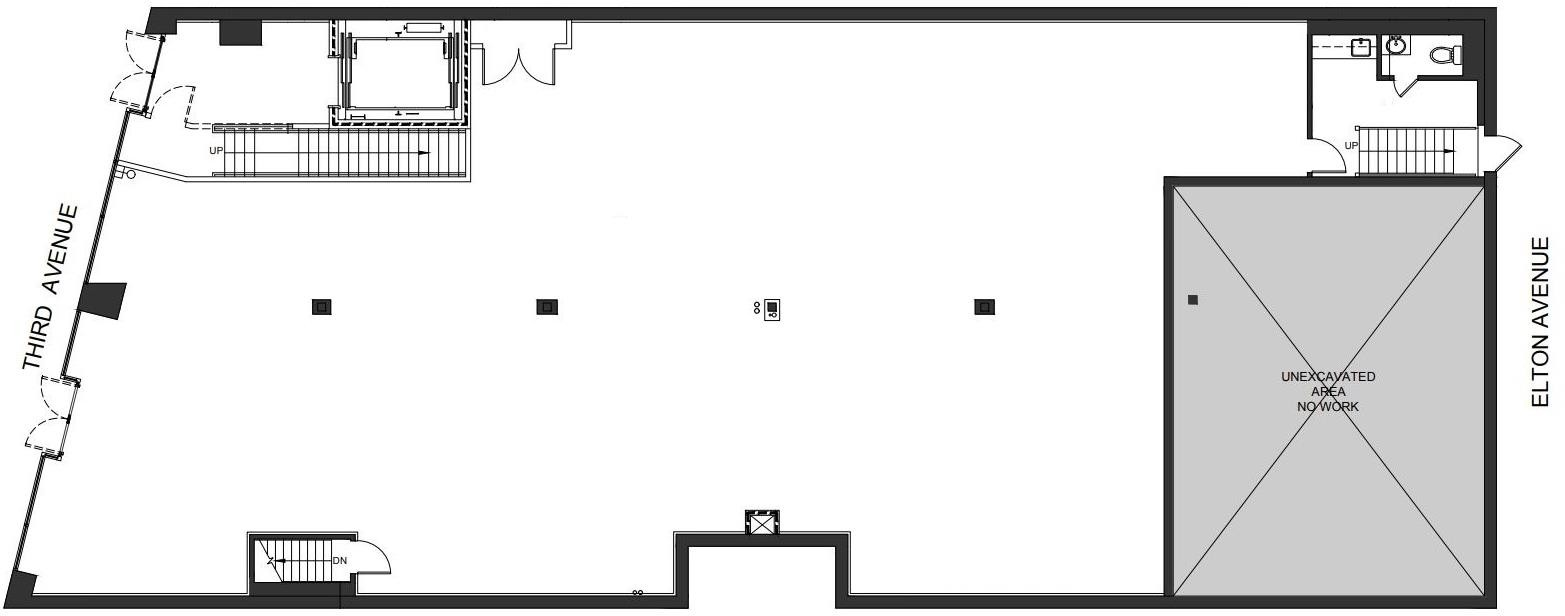 UP
UP
THIRD AVENUE
ELTON AVENUE
UNEXCAVATED
AREA
NO WORK
DN